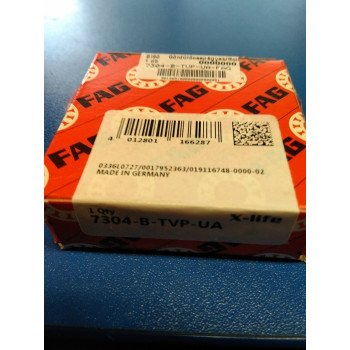 7304-B-TVP-UA-FAG
FAG
FAG
FAG
4 012801 166287
0336L0727/0017952363/019116748-0000-02
MADE IN GERMANY
1 Qty
X-life
7304-B-TVP-UA